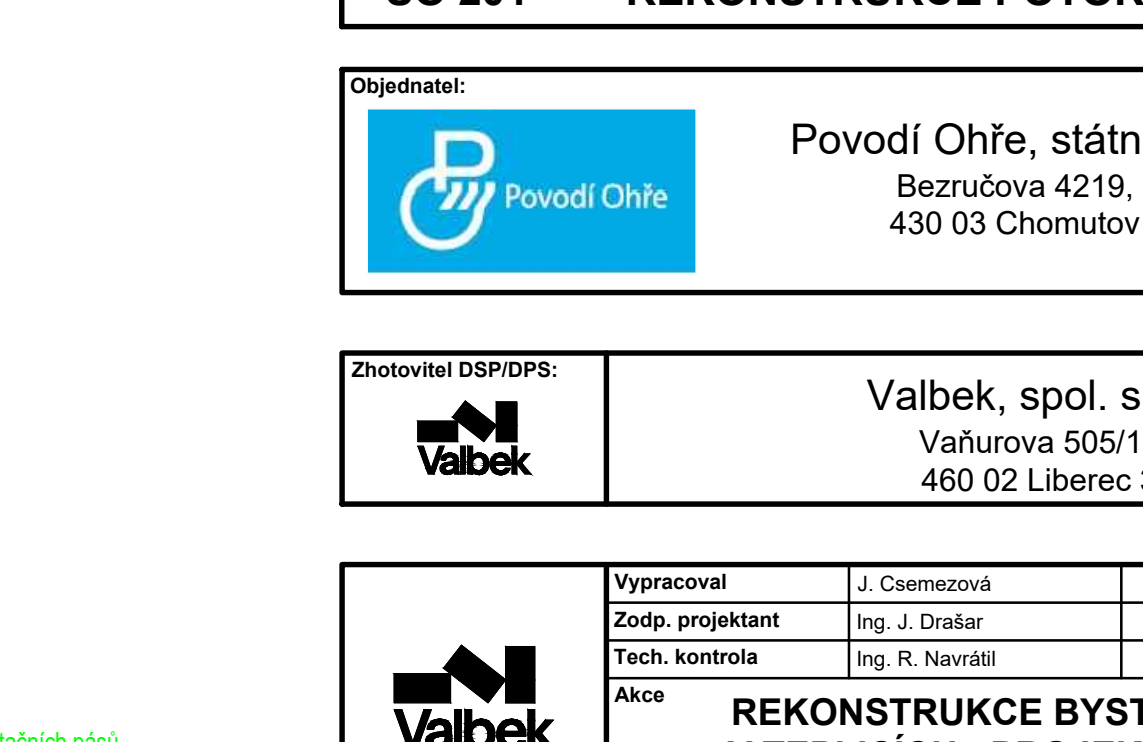 Objednatel:
Povodí Ohře
Povodí Ohře, státn
Bezručova 4219,
430 03 Chomutov
Zhotovitel DSP/DPS:
Valbek
Valbek, spol. s
Vaňurova 505/1
460 02 Liberec
Vypracoval J. Csemezová
Zodp. projektant Ing. J. Drašar
Tech. kontrola Ing. R. Navrátil
Akce
REKONSTRUKCE BYST
Valbek